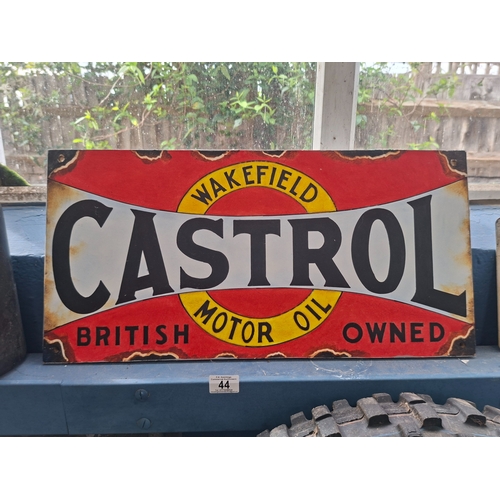 WAKEFIELD
CASTROL
MOTOR OIL
BRITISH OWNED
44